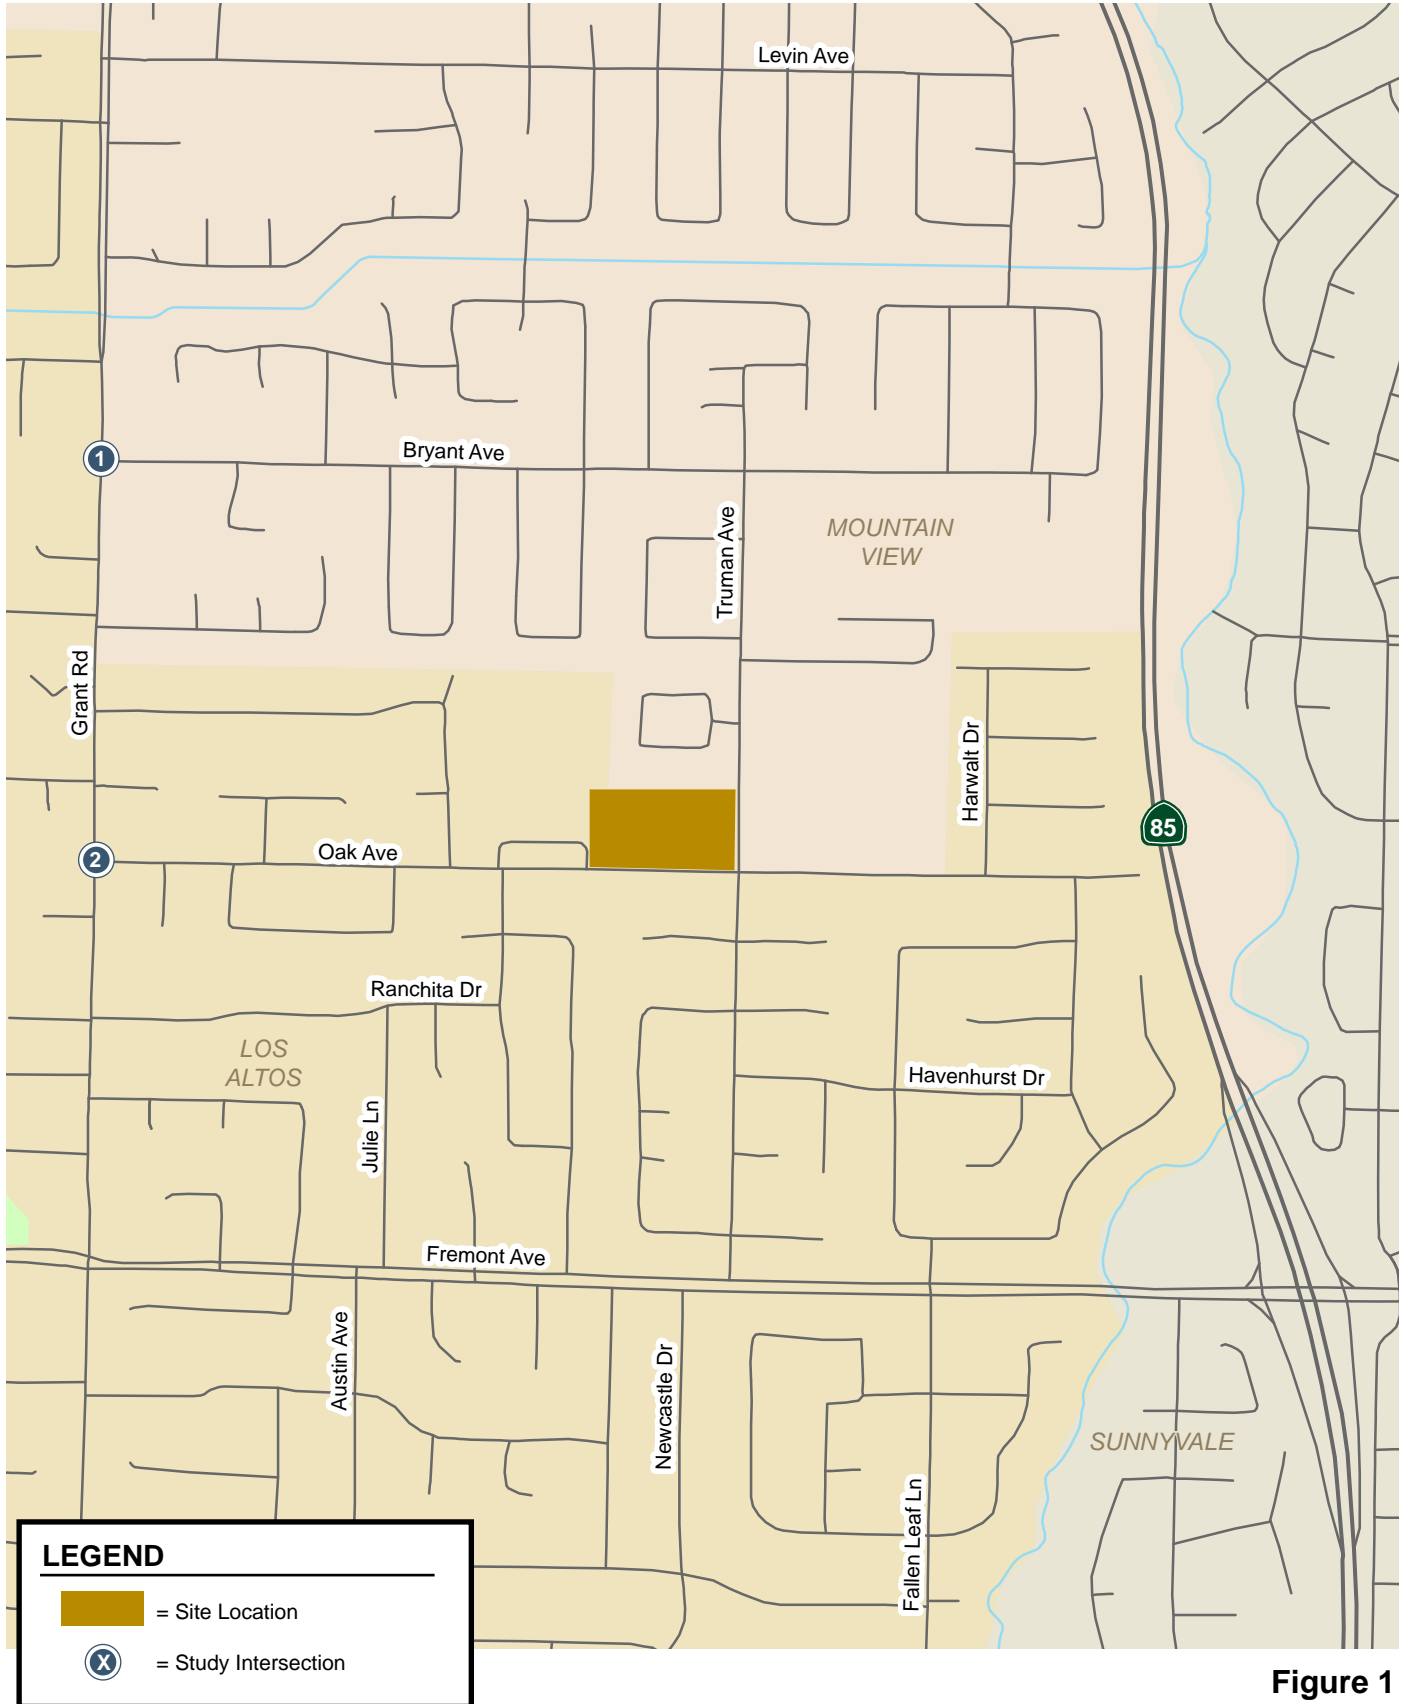 Levin Ave
Bryant Ave
1
Truman Ave
MOUNTAIN
VIEW
Grant Rd
Harwalt Dr
85
Oak Ave
2
Ranchita Dr
LOS
ALTOS
Havenhurst Dr
Julie Ln
Fremont Ave
Austin Ave
Newcastle Dr
SUNNYVALE
Fallen Leaf Ln
LEGEND
= Site Location
X
= Study Intersection
Figure 1